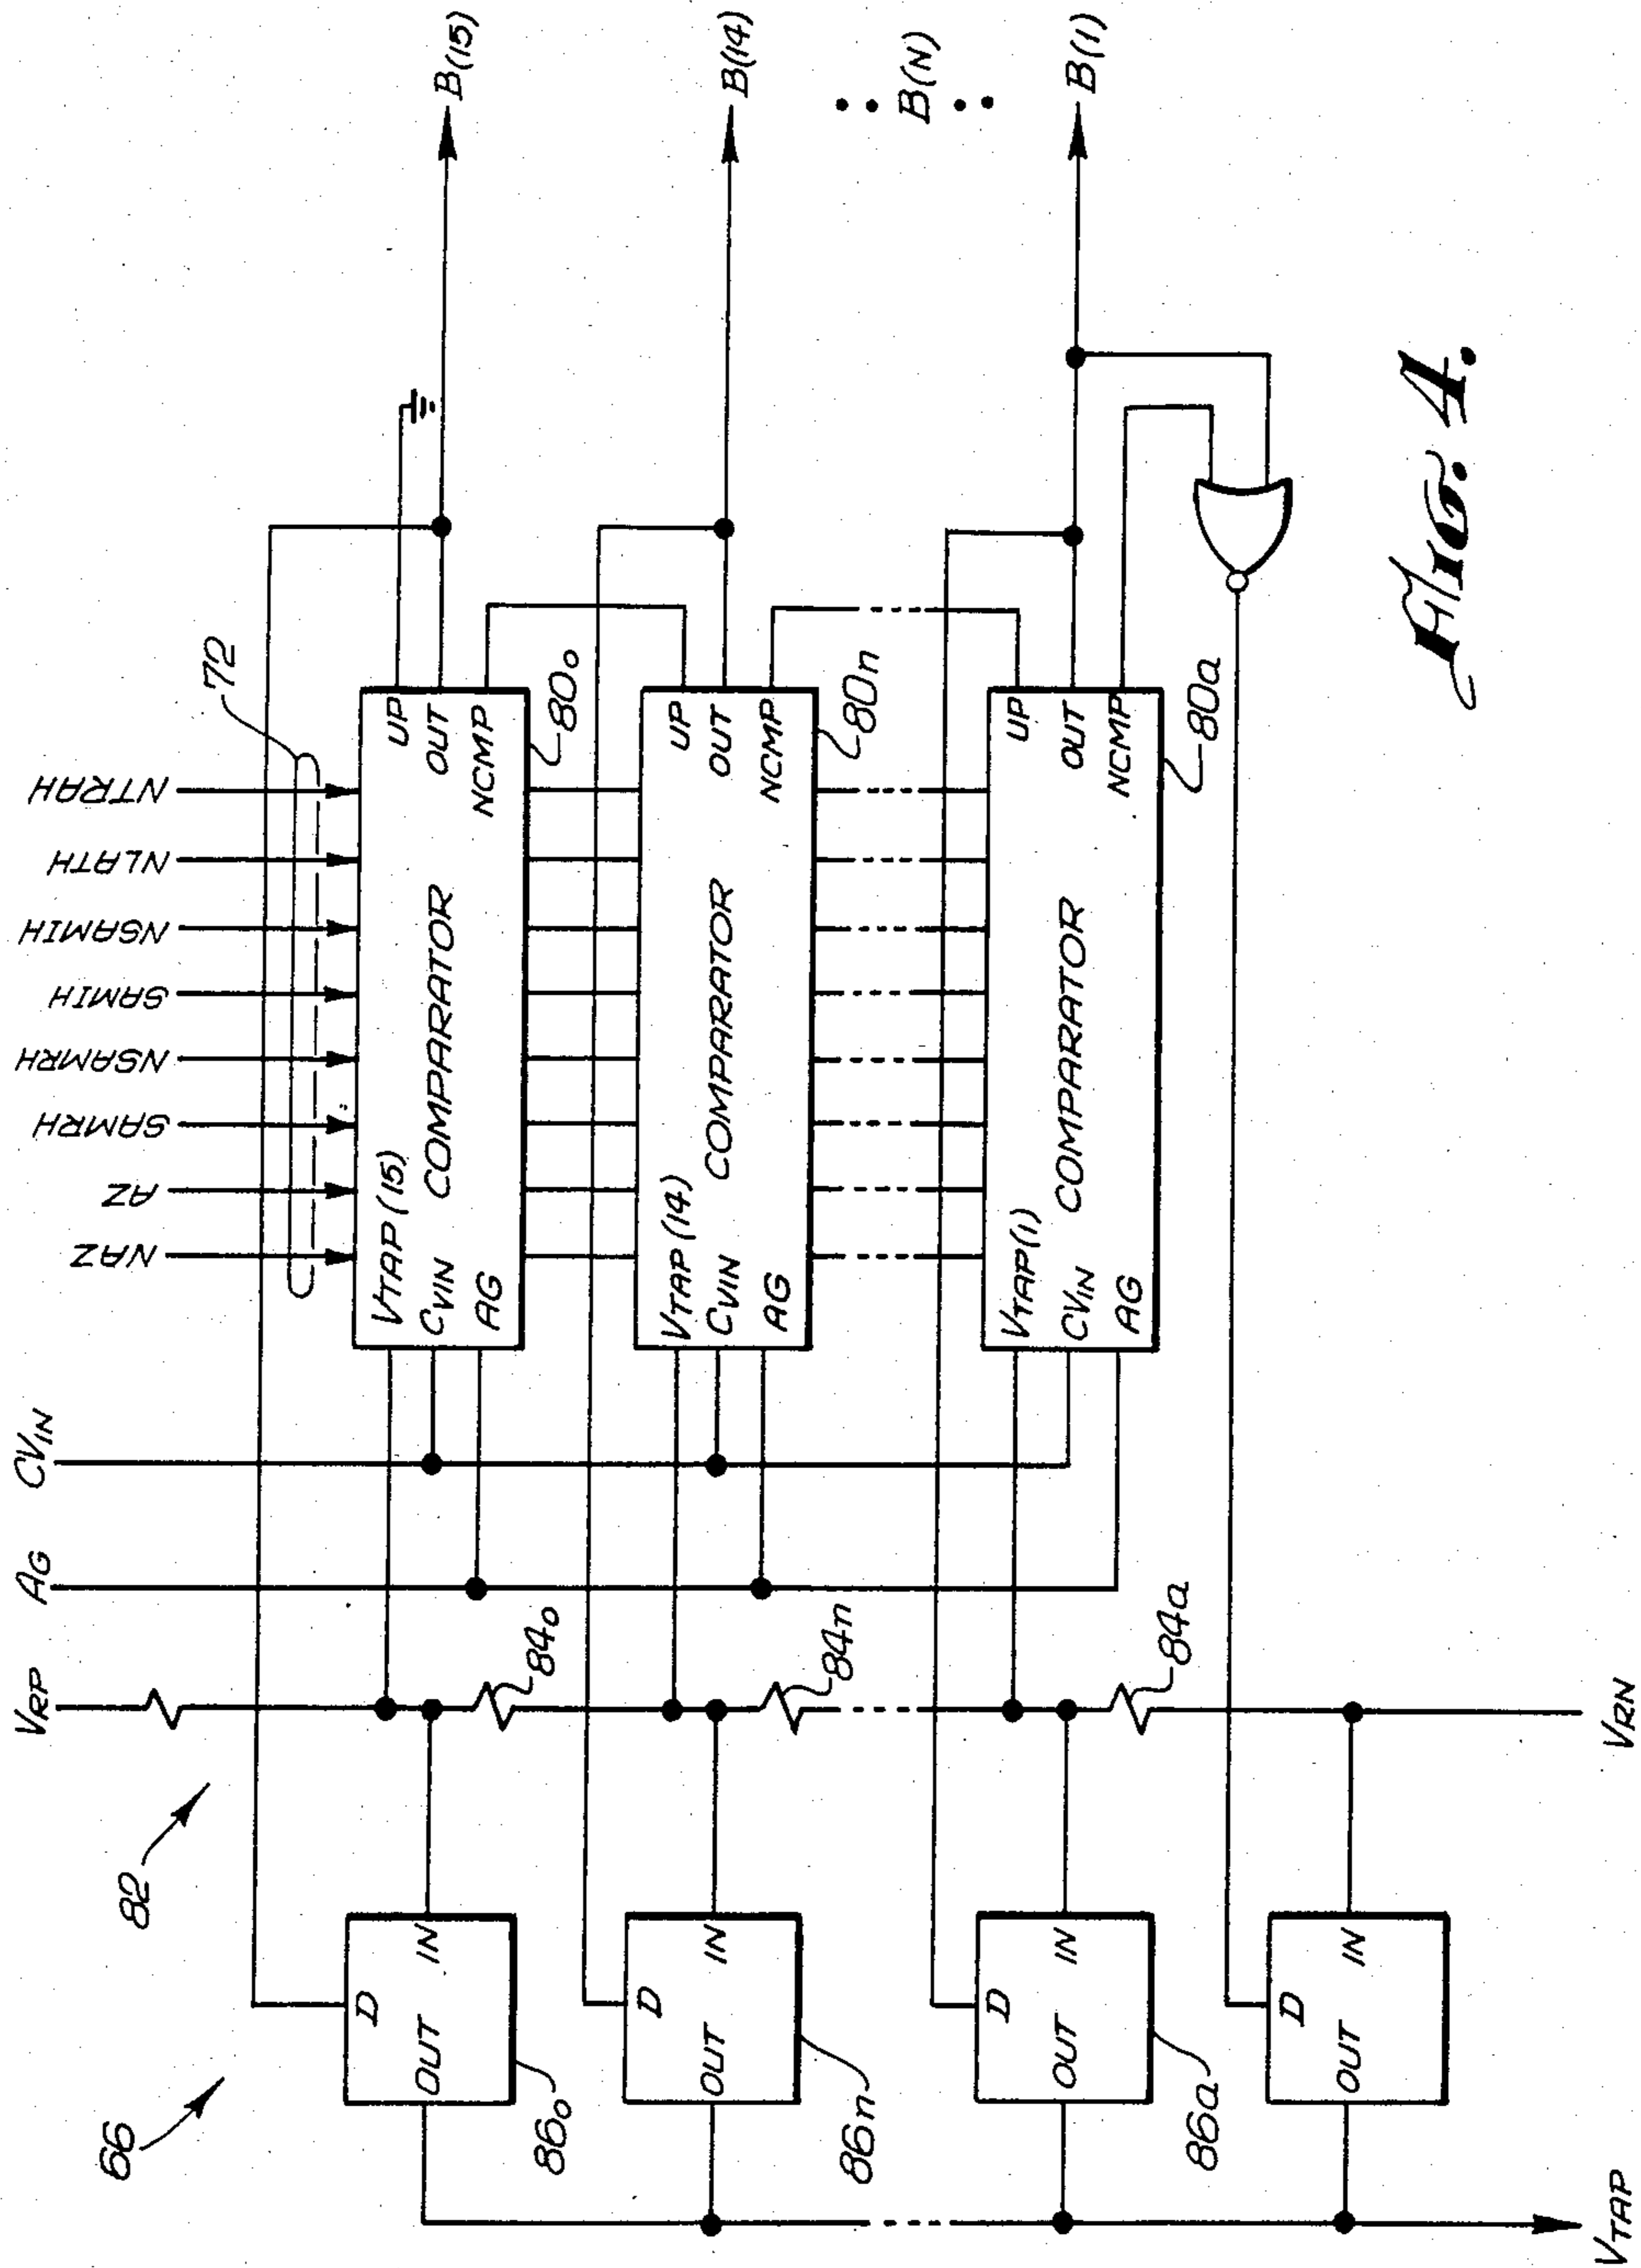 NTRAH
NLATH
NSAMIH
SAMIH
NSAMRH
SAMRH
AZ
NAZ
72
CVIN
AG
VRP
82
66
B(15)
UP
OUT
NCMP
COMPARATOR
VTAP (15)
CVIN
AG
80o
84o
D
IN
OUT
86o
B(14)
UP
OUT
NCMP
COMPARATOR
VTAP (14)
CVIN
AG
80n
84n
D
IN
OUT
86n
B(N)
B(1)
UP
OUT
NCMP
COMPARATOR
VTAP(1)
CVIN
AG
80a
84a
D
IN
OUT
86a
D
IN
OUT
VRN
VTAP
FIG. 4.